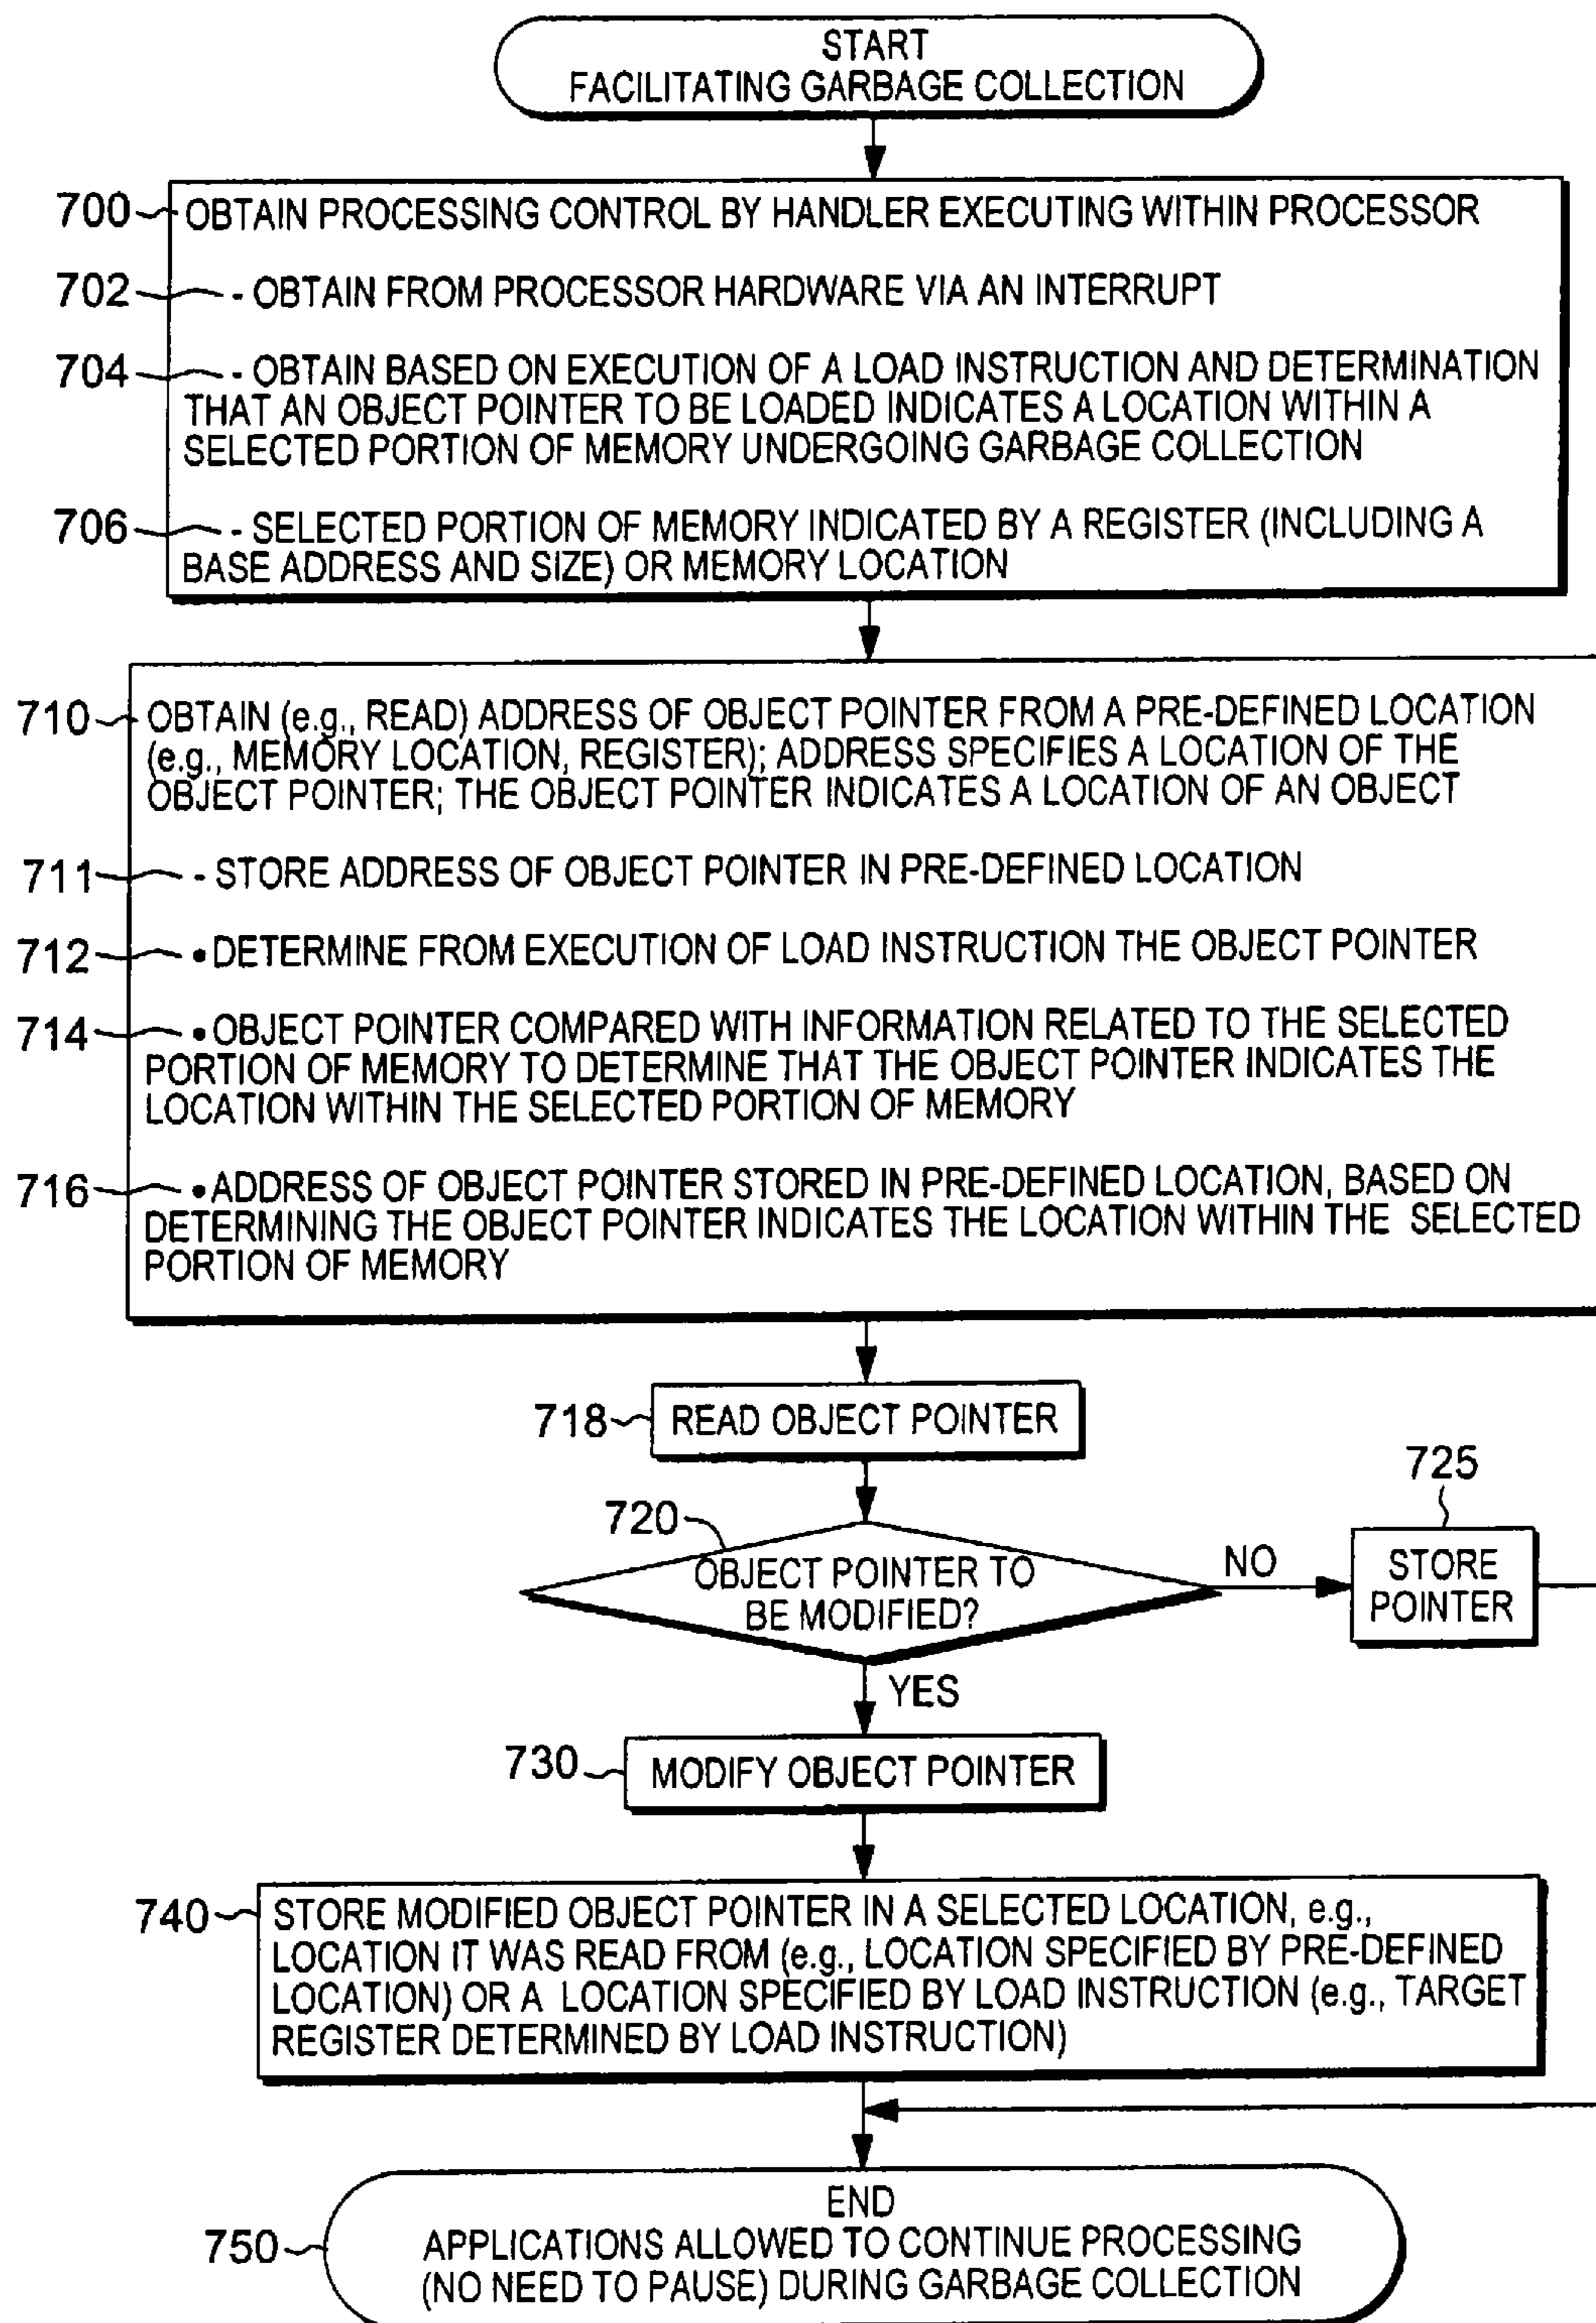 START
FACILITATING GARBAGE COLLECTION
700
OBTAIN PROCESSING CONTROL BY HANDLER EXECUTING WITHIN PROCESSOR
702
- OBTAIN FROM PROCESSOR HARDWARE VIA AN INTERRUPT
704
- OBTAIN BASED ON EXECUTION OF A LOAD INSTRUCTION AND DETERMINATION
THAT AN OBJECT POINTER TO BE LOADED INDICATES A LOCATION WITHIN A
SELECTED PORTION OF MEMORY UNDERGOING GARBAGE COLLECTION
706
- SELECTED PORTION OF MEMORY INDICATED BY A REGISTER (INCLUDING A
BASE ADDRESS AND SIZE) OR MEMORY LOCATION
710
OBTAIN (e.g., READ) ADDRESS OF OBJECT POINTER FROM A PRE-DEFINED LOCATION
(e.g., MEMORY LOCATION, REGISTER); ADDRESS SPECIFIES A LOCATION OF THE
OBJECT POINTER; THE OBJECT POINTER INDICATES A LOCATION OF AN OBJECT
711
- STORE ADDRESS OF OBJECT POINTER IN PRE-DEFINED LOCATION
712
• DETERMINE FROM EXECUTION OF LOAD INSTRUCTION THE OBJECT POINTER
714
• OBJECT POINTER COMPARED WITH INFORMATION RELATED TO THE SELECTED
PORTION OF MEMORY TO DETERMINE THAT THE OBJECT POINTER INDICATES THE
LOCATION WITHIN THE SELECTED PORTION OF MEMORY
716
• ADDRESS OF OBJECT POINTER STORED IN PRE-DEFINED LOCATION, BASED ON
DETERMINING THE OBJECT POINTER INDICATES THE LOCATION WITHIN THE SELECTED
PORTION OF MEMORY
718
READ OBJECT POINTER
720
OBJECT POINTER TO
BE MODIFIED?
NO
725
STORE
POINTER
YES
730
MODIFY OBJECT POINTER
740
STORE MODIFIED OBJECT POINTER IN A SELECTED LOCATION, e.g.,
LOCATION IT WAS READ FROM (e.g., LOCATION SPECIFIED BY PRE-DEFINED
LOCATION) OR A LOCATION SPECIFIED BY LOAD INSTRUCTION (e.g., TARGET
REGISTER DETERMINED BY LOAD INSTRUCTION)
750
END
APPLICATIONS ALLOWED TO CONTINUE PROCESSING
(NO NEED TO PAUSE) DURING GARBAGE COLLECTION